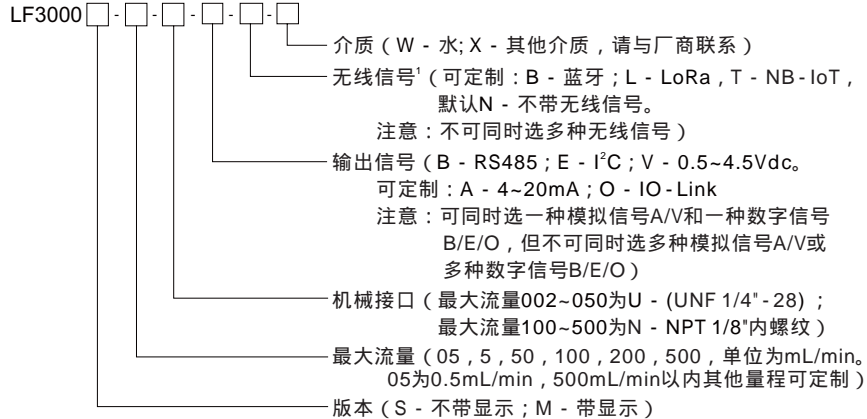 LF3000□-□-□-□-□-□
介质（W - 水; X - 其他介质，请与厂商联系）
无线信号¹（可定制：B - 蓝牙；L - LoRa，T - NB-IoT，
默认N - 不带无线信号。
注意：不可同时选多种无线信号）
输出信号（B - RS485；E - I²C；V - 0.5~4.5Vdc。
可定制：A - 4~20mA；O - IO-Link
注意：可同时选一种模拟信号A/V和一种数字信号
B/E/O，但不可同时选多种模拟信号A/V或
多种数字信号B/E/O）
机械接口（最大流量002~050为U - (UNF 1/4"-28)；
最大流量100~500为N - NPT 1/8"内螺纹）
最大流量（05，5，50，100，200，500，单位为mL/min。
05为0.5mL/min，500mL/min以内其他量程可定制）
版本（S - 不带显示；M - 带显示）